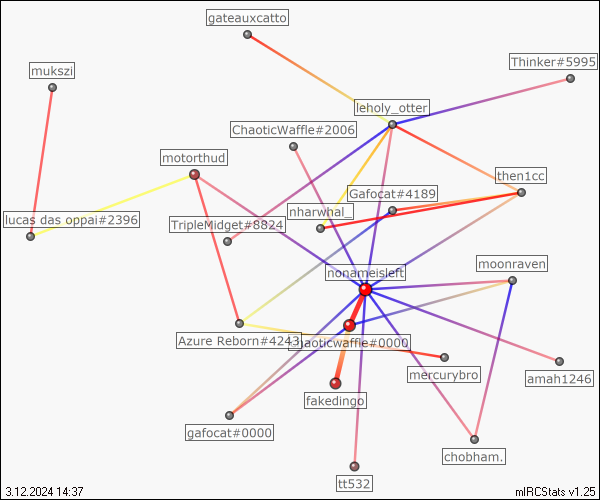 gateauxcatto
Thinker#5995
mukszi
leholy_otter
ChaoticWaffle#2006
motorthud
then1cc
Gafocat#4189
nharwhal_
lucas das oppai#2396
TripleMidget#8824
moonraven
nonameisleft
Azure Reborn#4243
chaoticwaffle#0000
mercurybro
amah1246
fakedingo
gafocat#0000
chobham.
tt532
3.12.2024 14:37
mIRCStats v1.25